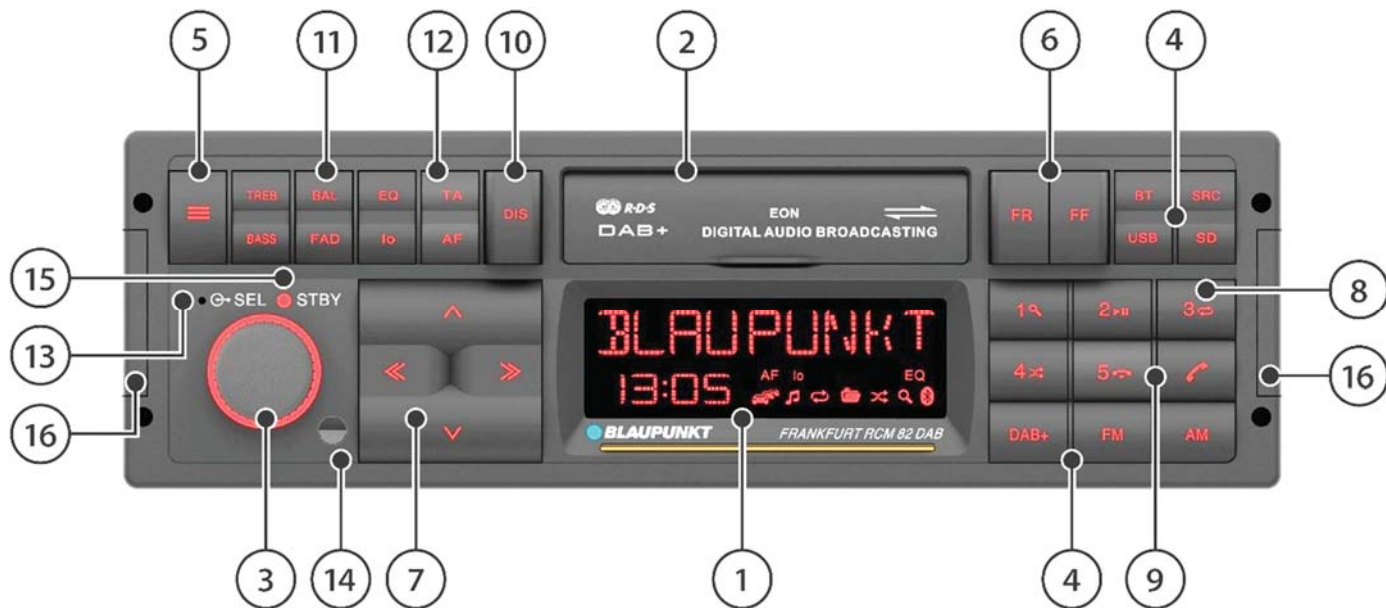 5 11 12 10 2 6 4
TREB BAL EQ TA DIS
BASS FAD lo AF
R·D·S EON
DAB+ DIGITAL AUDIO BROADCASTING
FR FF BT SRC
USB SD
15
SEL STBY
13
1 2 3
8
BLAUPUNKT
AF lo EQ
13:05
4 5
16
16
BLAUPUNKT FRANKFURT RCM 82 DAB
DAB+ FM AM
3 14 7 1 4 9